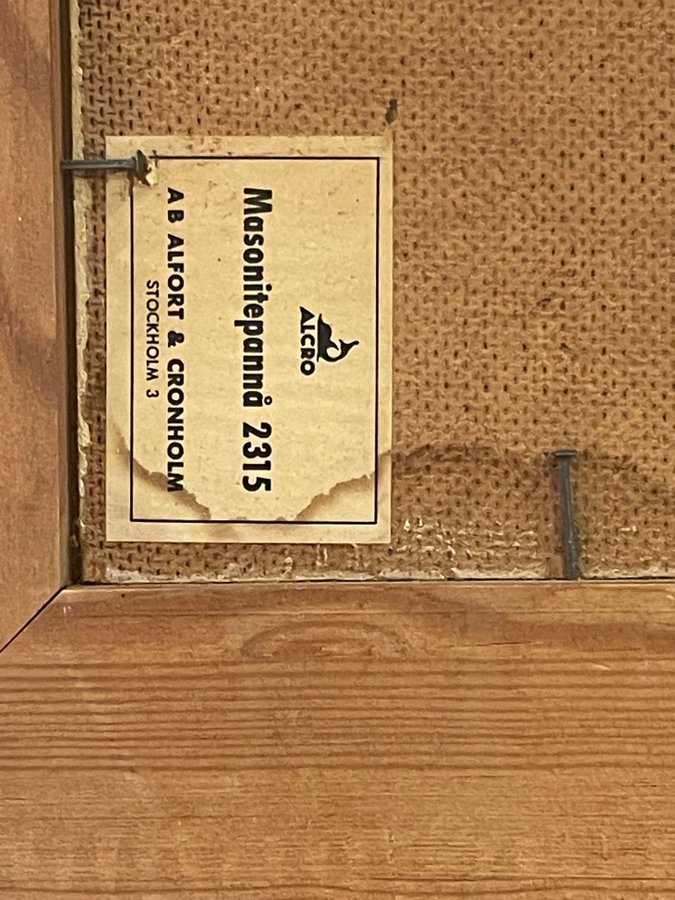 ALCRO
Masonitepannå 2315
AB ALFORT & CRONHOLM
STOCKHOLM 3